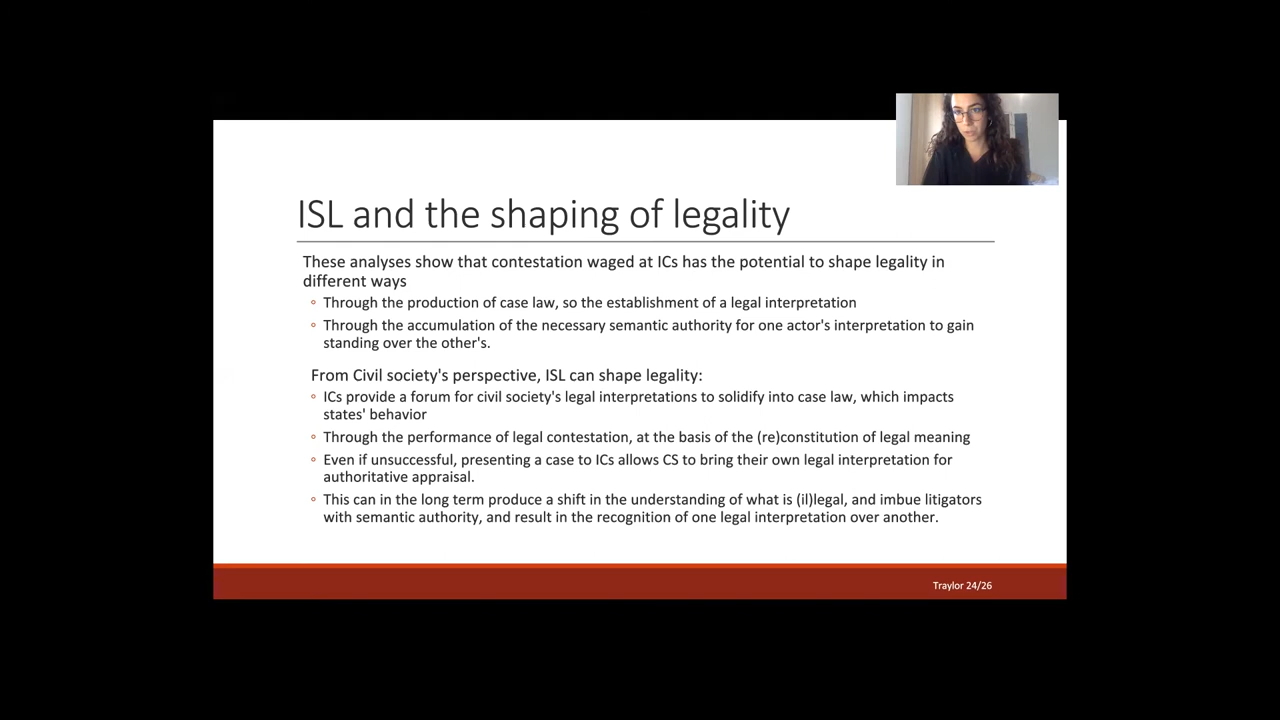 ISL and the shaping of legality
These analyses show that contestation waged at ICs has the potential to shape legality in
different ways
◦ Through the production of case law, so the establishment of a legal interpretation
◦ Through the accumulation of the necessary semantic authority for one actor's interpretation to gain
standing over the other's.
From Civil society's perspective, ISL can shape legality:
◦ ICs provide a forum for civil society's legal interpretations to solidify into case law, which impacts
states' behavior
◦ Through the performance of legal contestation, at the basis of the (re)constitution of legal meaning
◦ Even if unsuccessful, presenting a case to ICs allows CS to bring their own legal interpretation for
authoritative appraisal.
◦ This can in the long term produce a shift in the understanding of what is (il)legal, and imbue litigators
with semantic authority, and result in the recognition of one legal interpretation over another.
Traylor 24/26